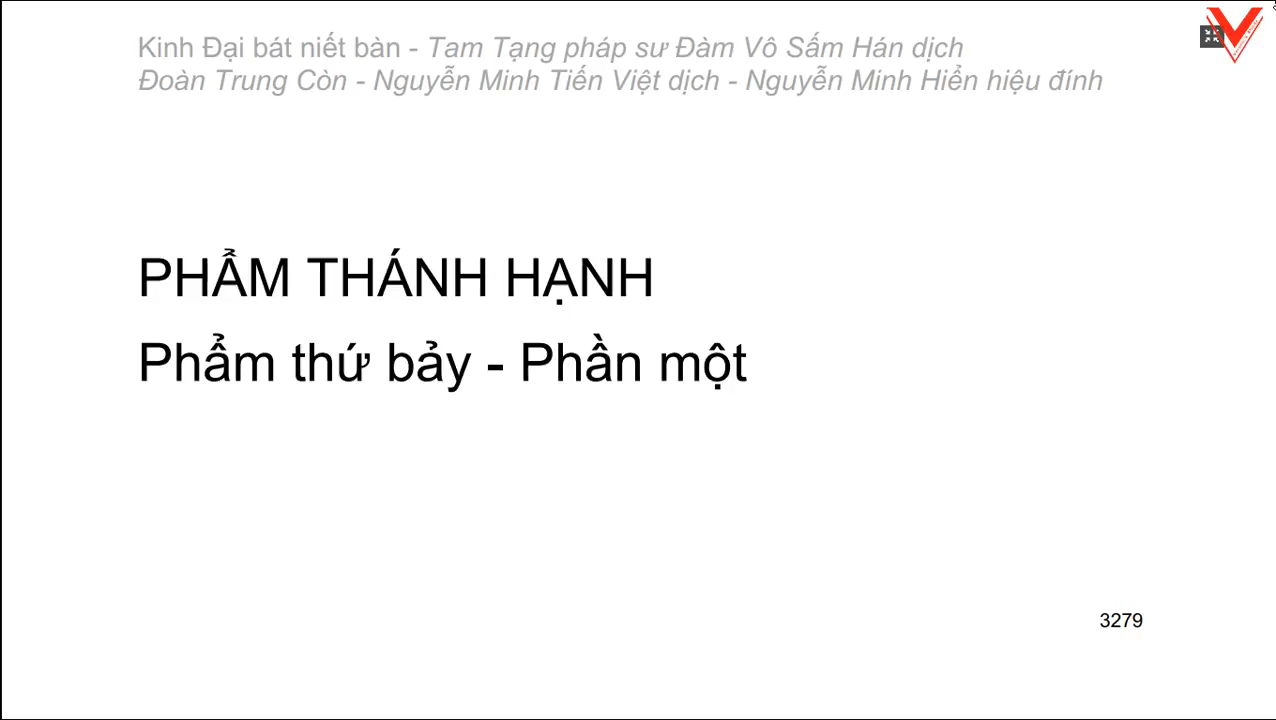 Kinh Đại bát niết bàn - Tam Tạng pháp sư Đàm Vô Sấm Hán dịch
Đoàn Trung Còn - Nguyễn Minh Tiến Việt dịch - Nguyễn Minh Hiển hiệu đính
PHẨM THÁNH HẠNH
Phẩm thứ bảy - Phần một
3279